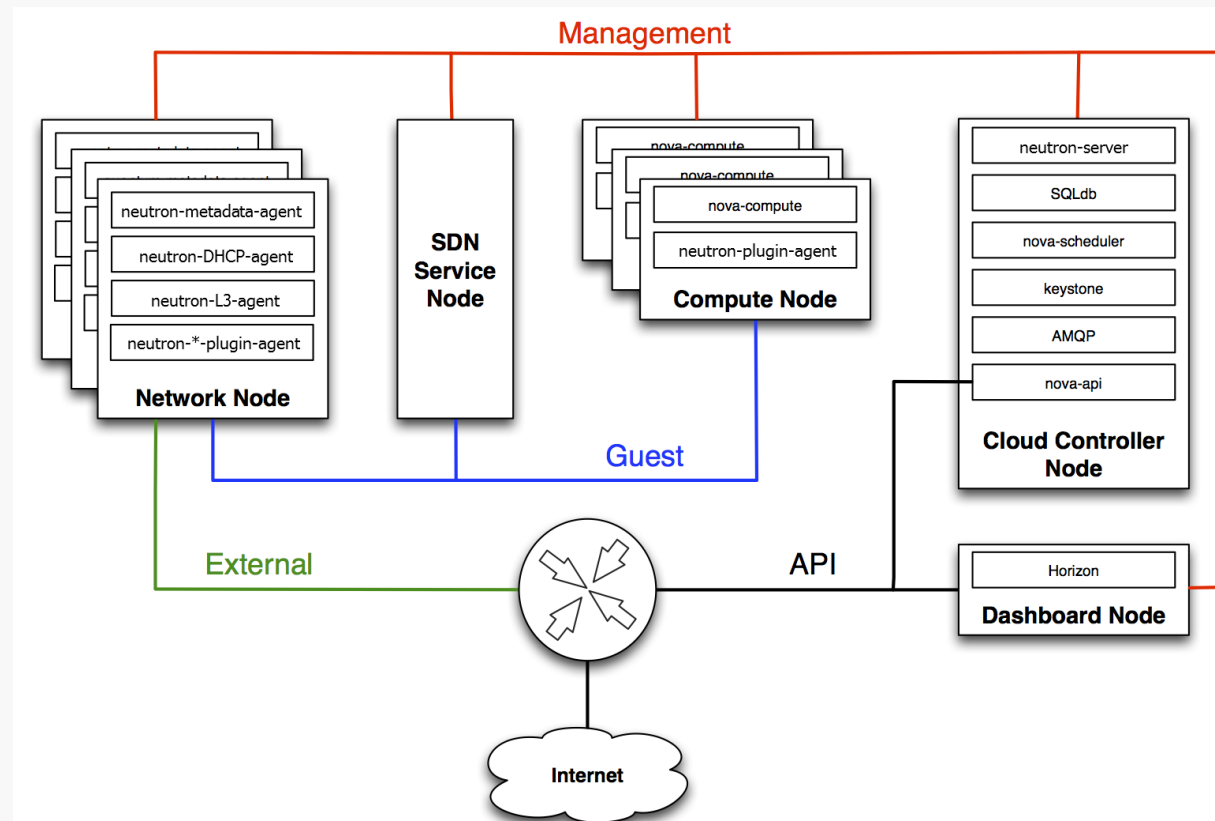 Management
neutron-metadata-agent
neutron-DHCP-agent
neutron-L3-agent
neutron-*-plugin-agent
Network Node
SDN
Service
Node
nova-compute
nova-compute
nova-compute
neutron-plugin-agent
Compute Node
neutron-server
SQLdb
nova-scheduler
keystone
AMQP
nova-api
Cloud Controller
Node
Guest
External
API
Horizon
Dashboard Node
Internet